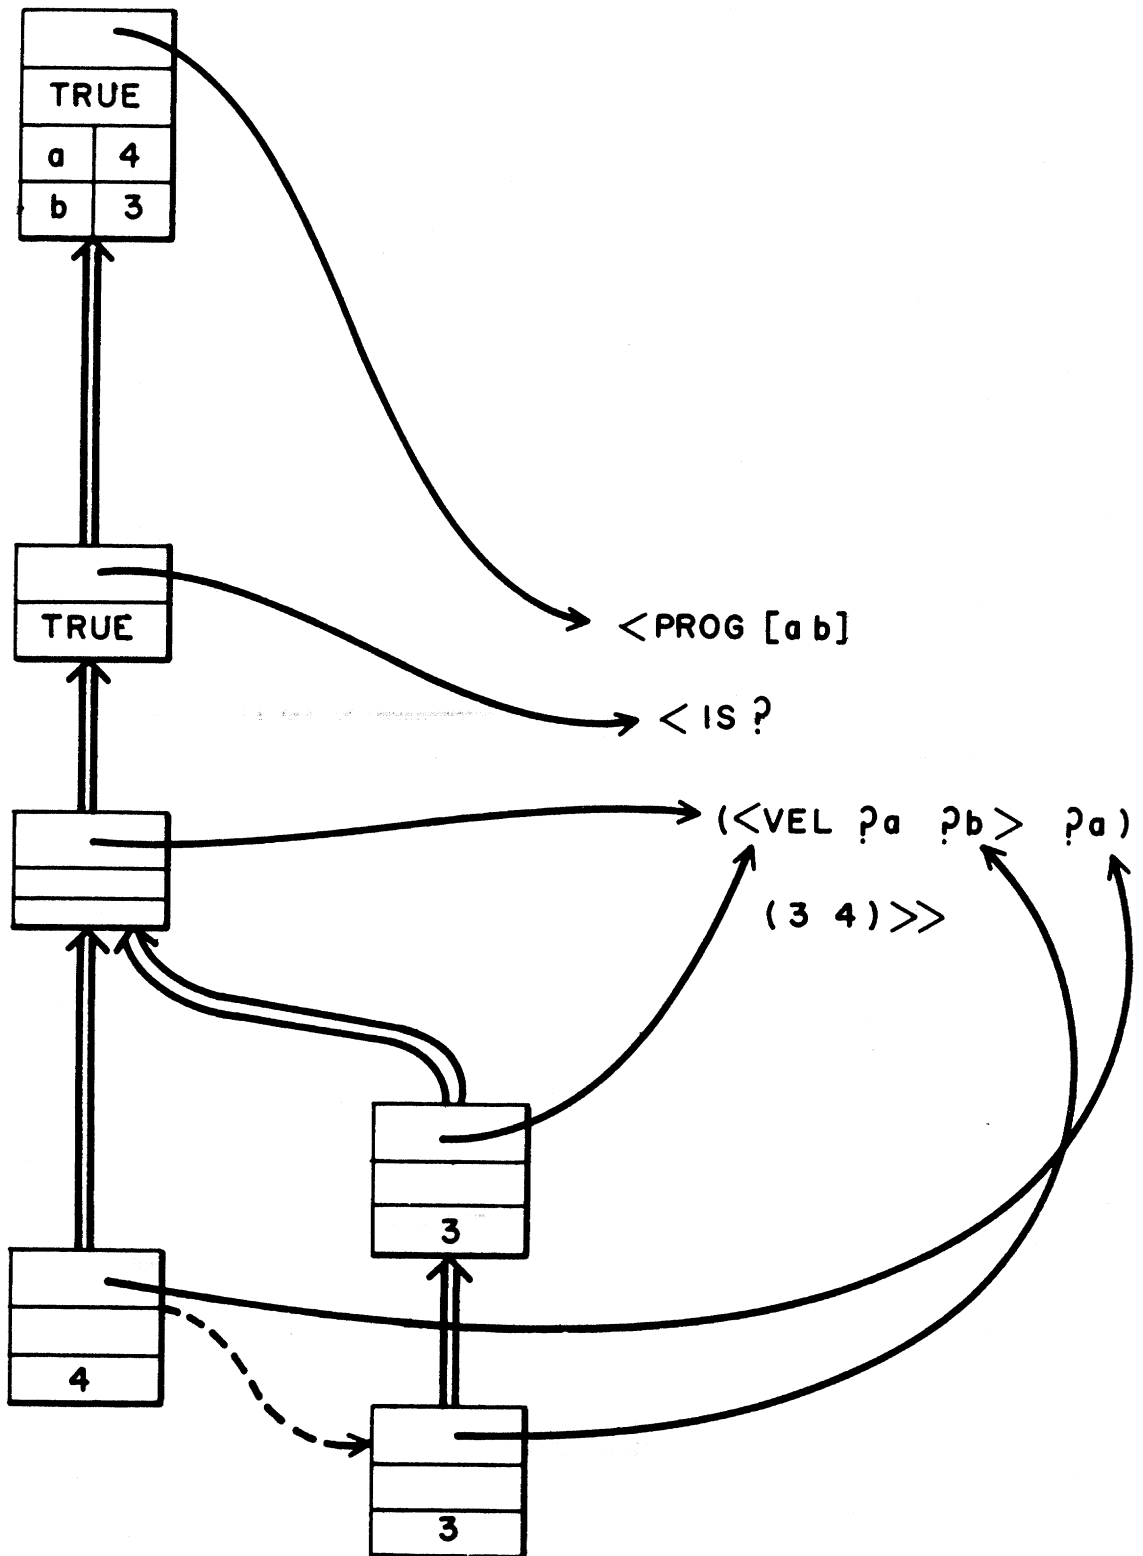 TRUE
a 4
b 3
TRUE
<PROG [a b]
<IS ?
(<VEL ?a ?b> ?a)
(3 4)>>
3
4
3